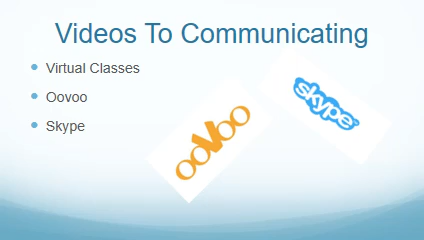 Videos To Communicating
Virtual Classes
Oovoo
Skype
ooVoo
skype